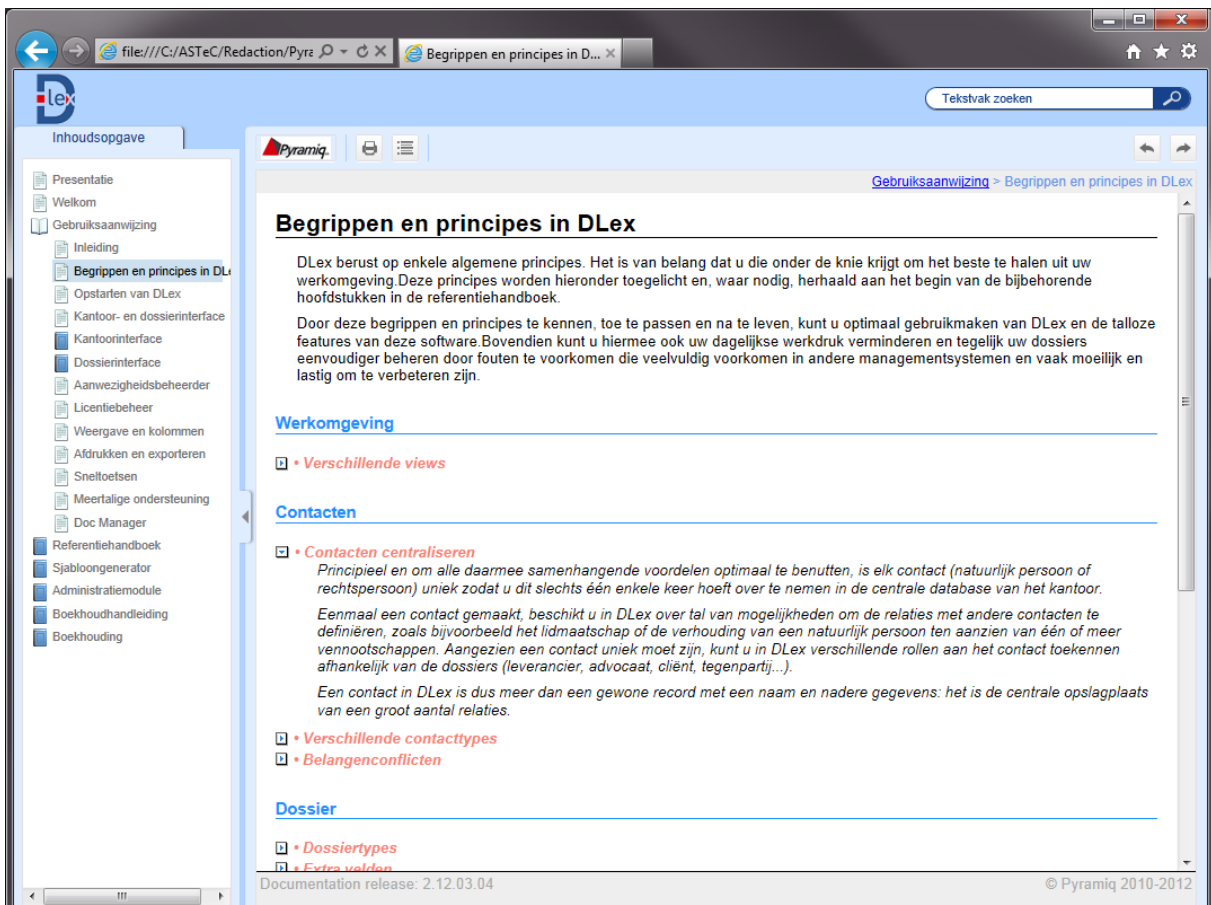 file:///C:/ASTeC/Redaction/Pyra
Begrippen en principes in D...
Dlex
Tekstvak zoeken
Inhoudsopgave
Pyramiq.
Presentatie
Welkom
Gebruiksaanwijzing
Inleiding
Begrippen en principes in DLe
Opstarten van DLex
Kantoor- en dossierinterface
Kantoorinterface
Dossierinterface
Aanwezigheidsbeheerder
Licentiebeheer
Weergave en kolommen
Afdrukken en exporteren
Sneltoetsen
Meertalige ondersteuning
Doc Manager
Referentiehandboek
Sjabloongenerator
Administratiemodule
Boekhoudhandleiding
Boekhouding
Gebruiksaanwijzing > Begrippen en principes in DLex
Begrippen en principes in DLex
DLex berust op enkele algemene principes. Het is van belang dat u die onder de knie krijgt om het beste te halen uit uw
werkomgeving.Deze principes worden hieronder toegelicht en, waar nodig, herhaald aan het begin van de bijbehorende
hoofdstukken in de referentiehandboek.
Door deze begrippen en principes te kennen, toe te passen en na te leven, kunt u optimaal gebruikmaken van DLex en de talloze
features van deze software.Bovendien kunt u hiermee ook uw dagelijkse werkdruk verminderen en tegelijk uw dossiers
eenvoudiger beheren door fouten te voorkomen die veelvuldig voorkomen in andere managementsystemen en vaak moeilijk en
lastig om te verbeteren zijn.
Werkomgeving
• Verschillende views
Contacten
• Contacten centraliseren
Principieel en om alle daarmee samenhangende voordelen optimaal te benutten, is elk contact (natuurlijk persoon of
rechtspersoon) uniek zodat u dit slechts één enkele keer hoeft over te nemen in de centrale database van het kantoor.
Eenmaal een contact gemaakt, beschikt u in DLex over tal van mogelijkheden om de relaties met andere contacten te
definiëren, zoals bijvoorbeeld het lidmaatschap of de verhouding van een natuurlijk persoon ten aanzien van één of meer
vennootschappen. Aangezien een contact uniek moet zijn, kunt u in DLex verschillende rollen aan het contact toekennen
afhankelijk van de dossiers (leverancier, advocaat, cliënt, tegenpartij...).
Een contact in DLex is dus meer dan een gewone record met een naam en nadere gegevens: het is de centrale opslagplaats
van een groot aantal relaties.
• Verschillende contacttypes
• Belangenconflicten
Dossier
• Dossiertypes
• Extra velden
Documentation release: 2.12.03.04
© Pyramiq 2010-2012